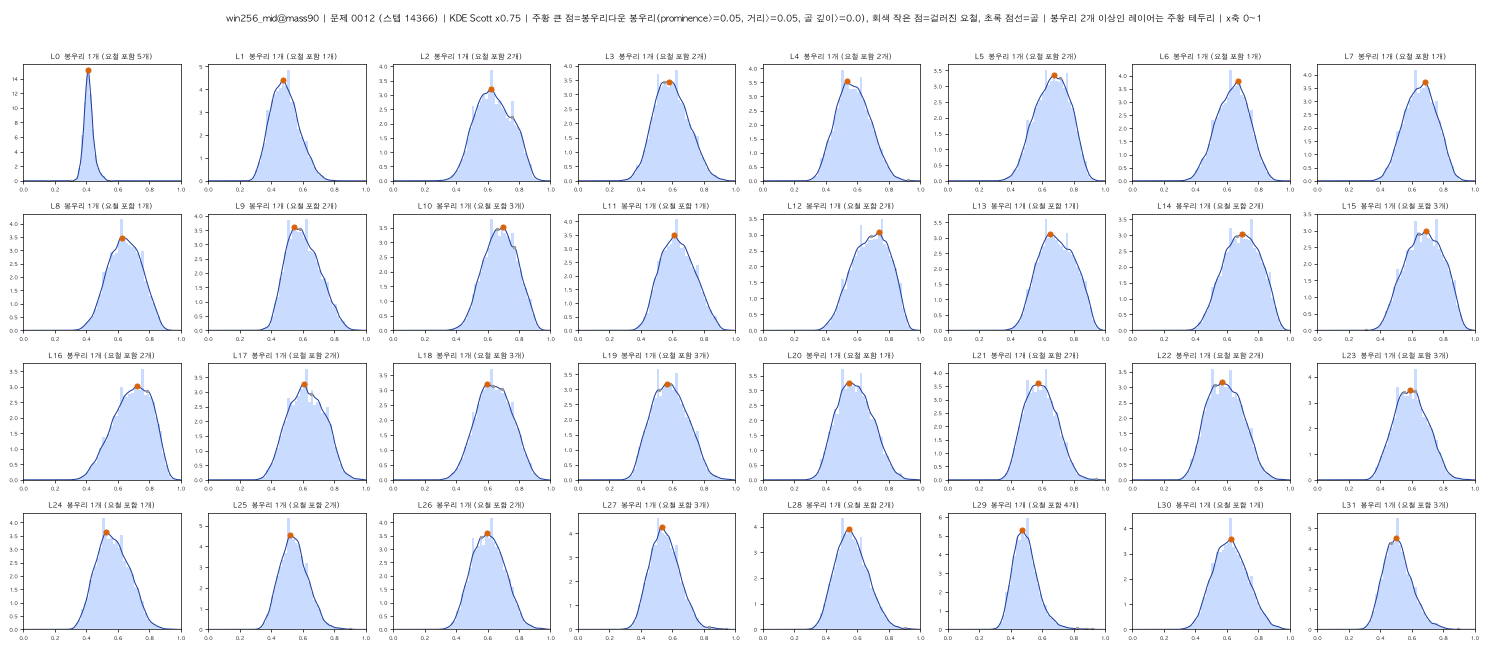 win256_mid@mass90 | 문제 0012 (스텝 14366) | KDE Scott x0.75 | 주황 큰 점=봉우리다운 봉우리(prominence)=0.05, 거리)=0.05, 골 깊이)=0.0), 회색 작은 점=걸러진 요철, 초록 점선=골 | 봉우리 2개 이상인 레이어는 주황 테두리 | x축 0~1
L0 봉우리 1개 (요철 포함 5개)
L1 봉우리 1개 (요철 포함 1개)
L2 봉우리 1개 (요철 포함 2개)
L3 봉우리 1개 (요철 포함 2개)
L4 봉우리 1개 (요철 포함 2개)
L5 봉우리 1개 (요철 포함 2개)
L6 봉우리 1개 (요철 포함 1개)
L7 봉우리 1개 (요철 포함 1개)
L8 봉우리 1개 (요철 포함 1개)
L9 봉우리 1개 (요철 포함 2개)
L10 봉우리 1개 (요철 포함 3개)
L11 봉우리 1개 (요철 포함 1개)
L12 봉우리 1개 (요철 포함 2개)
L13 봉우리 1개 (요철 포함 1개)
L14 봉우리 1개 (요철 포함 2개)
L15 봉우리 1개 (요철 포함 3개)
L16 봉우리 1개 (요철 포함 2개)
L17 봉우리 1개 (요철 포함 2개)
L18 봉우리 1개 (요철 포함 3개)
L19 봉우리 1개 (요철 포함 3개)
L20 봉우리 1개 (요철 포함 1개)
L21 봉우리 1개 (요철 포함 2개)
L22 봉우리 1개 (요철 포함 2개)
L23 봉우리 1개 (요철 포함 3개)
L24 봉우리 1개 (요철 포함 1개)
L25 봉우리 1개 (요철 포함 2개)
L26 봉우리 1개 (요철 포함 2개)
L27 봉우리 1개 (요철 포함 3개)
L28 봉우리 1개 (요철 포함 2개)
L29 봉우리 1개 (요철 포함 4개)
L30 봉우리 1개 (요철 포함 1개)
L31 봉우리 1개 (요철 포함 3개)